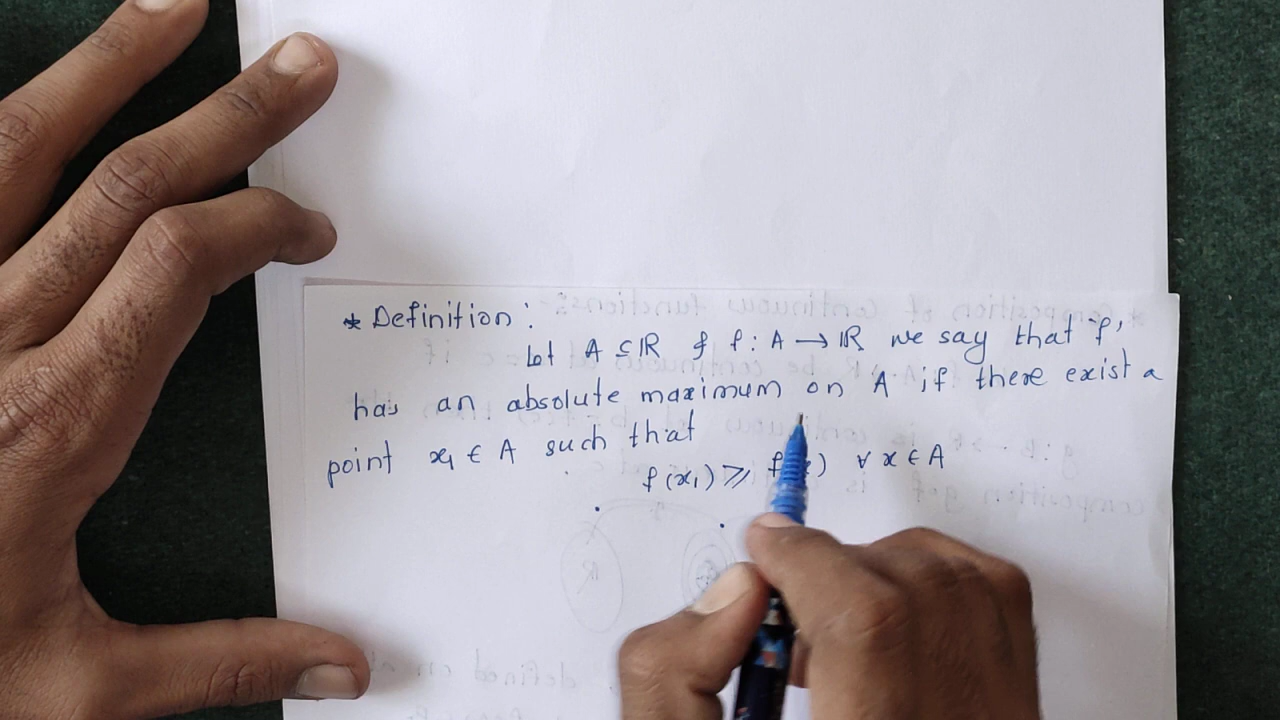 * Definition :
Let A ⊆ ℝ & f : A → ℝ we say that f,
has an absolute maximum on A if there exist a
point x₁ ∈ A such that
f(x₁) ⩾ f(x) ∀ x ∈ A